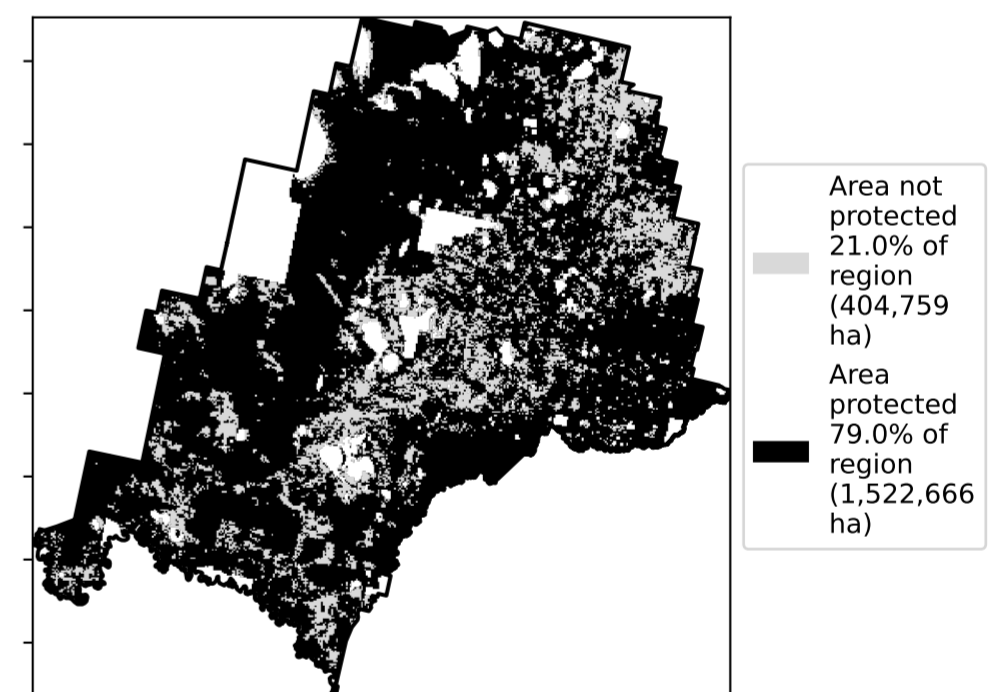 Area not
protected
21.0% of
region
(404,759
ha)
Area
protected
79.0% of
region
(1,522,666
ha)